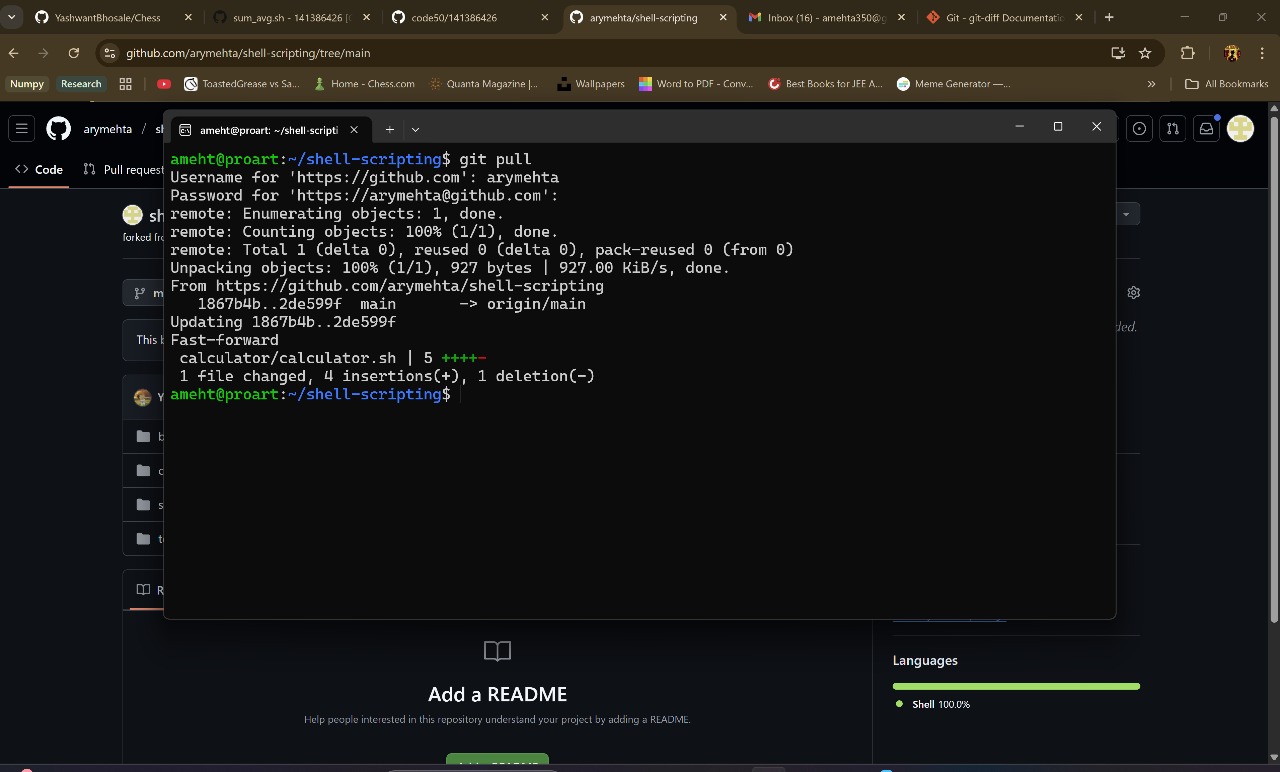 YashwantBhosale/Chess
sum_avg.sh - 141386426 [
code50/141386426
arymehta/shell-scripting
Inbox (16) - amehta350@g
Git - git-diff Documentatio
github.com/arymehta/shell-scripting/tree/main
Numpy
Research
ToastedGrease vs Sa...
Home - Chess.com
Quanta Magazine |...
Wallpapers
Word to PDF - Conv...
Best Books for JEE A...
Meme Generator —...
»
All Bookmarks
arymehta / sh
Code
Pull request
ameht@proart: ~/shell-scripti
ameht@proart:~/shell-scripting$ git pull
Username for 'https://github.com': arymehta
Password for 'https://arymehta@github.com':
remote: Enumerating objects: 1, done.
remote: Counting objects: 100% (1/1), done.
remote: Total 1 (delta 0), reused 0 (delta 0), pack-reused 0 (from 0)
Unpacking objects: 100% (1/1), 927 bytes | 927.00 KiB/s, done.
From https://github.com/arymehta/shell-scripting
1867b4b..2de599f main -> origin/main
Updating 1867b4b..2de599f
Fast-forward
calculator/calculator.sh | 5 ++++-
1 file changed, 4 insertions(+), 1 deletion(-)
ameht@proart:~/shell-scripting$
sh
forked fro
m
This b
ded.
Y
b
c
s
te
R
Add a README
Help people interested in this repository understand your project by adding a README.
Languages
Shell 100.0%